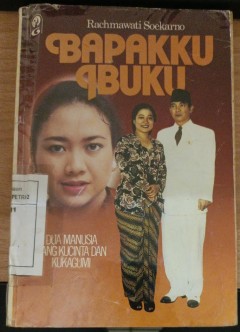 Rachmawati Soekarno
BAPAKKU
IBUKU
DUA MANUSIA
YANG KUCINTA DAN
KUKAGUMI